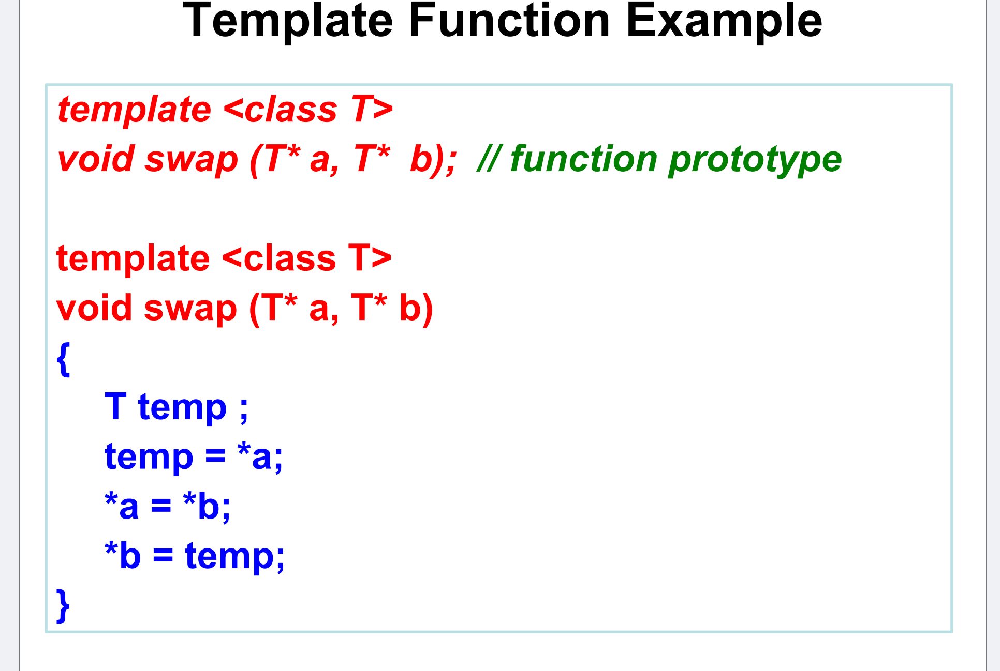 Template Function Example
template <class T>
void swap (T* a, T*  b);  // function prototype
template <class T>
void swap (T* a, T* b)
{
T temp ;
temp = *a;
*a = *b;
*b = temp;
}